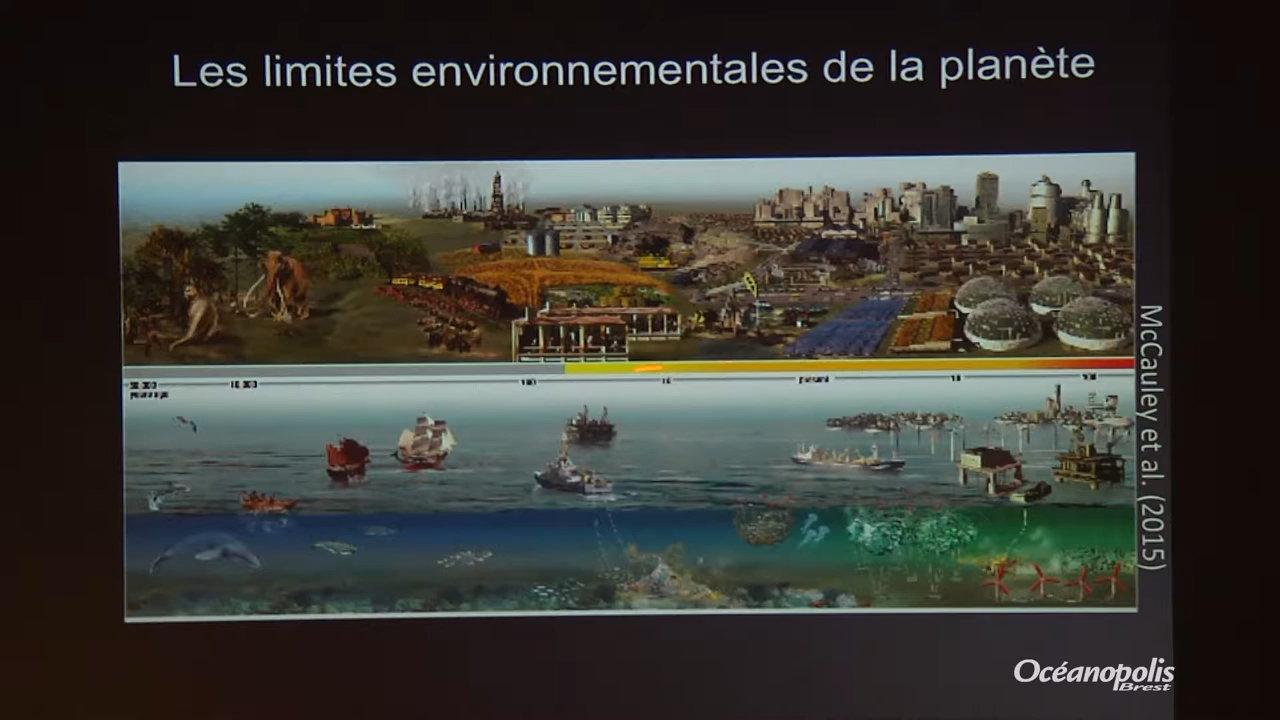 Les limites environnementales de la planète
McCauley et al. (2015)
Océanopolis
Brest